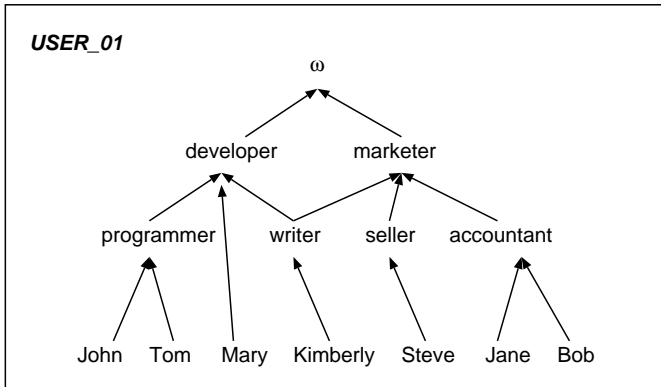 USER_01
ω
developer marketer
programmer writer seller accountant
John Tom Mary Kimberly Steve Jane Bob